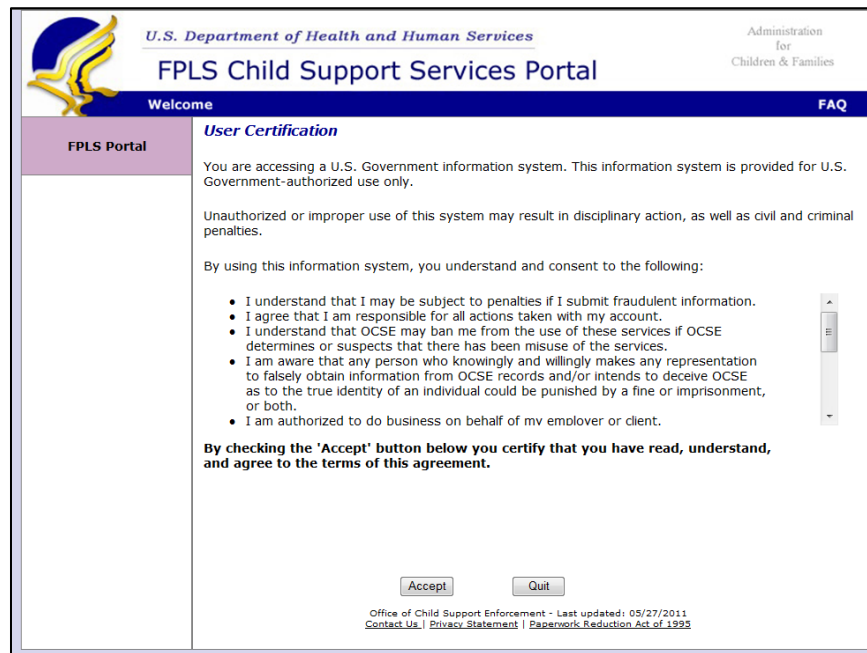 U.S. Department of Health and Human Services
Administration
for
Children & Families
FPLS Child Support Services Portal
Welcome
FAQ
FPLS Portal
User Certification
You are accessing a U.S. Government information system. This information system is provided for U.S.
Government-authorized use only.
Unauthorized or improper use of this system may result in disciplinary action, as well as civil and criminal
penalties.
By using this information system, you understand and consent to the following:
• I understand that I may be subject to penalties if I submit fraudulent information.
• I agree that I am responsible for all actions taken with my account.
• I understand that OCSE may ban me from the use of these services if OCSE
determines or suspects that there has been misuse of the services.
• I am aware that any person who knowingly and willingly makes any representation
to falsely obtain information from OCSE records and/or intends to deceive OCSE
as to the true identity of an individual could be punished by a fine or imprisonment,
or both.
• I am authorized to do business on behalf of my employer or client.
By checking the 'Accept' button below you certify that you have read, understand,
and agree to the terms of this agreement.
Accept
Quit
Office of Child Support Enforcement - Last updated: 05/27/2011
Contact Us | Privacy Statement | Paperwork Reduction Act of 1995